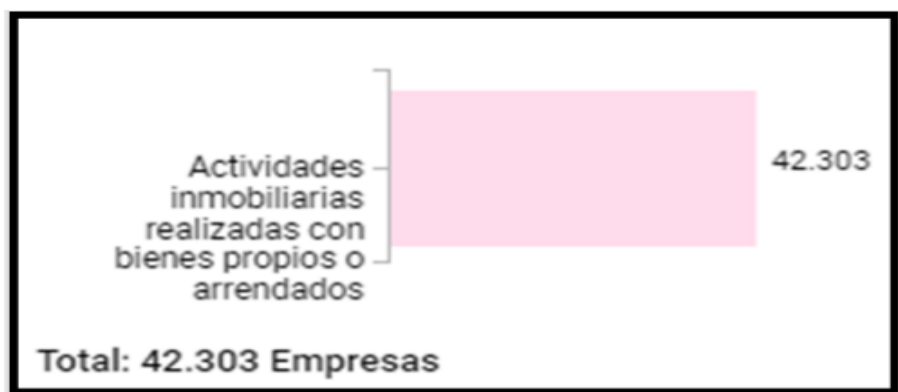 Actividades
inmobiliarias
realizadas con
bienes propios o
arrendados
42.303
Total: 42.303 Empresas